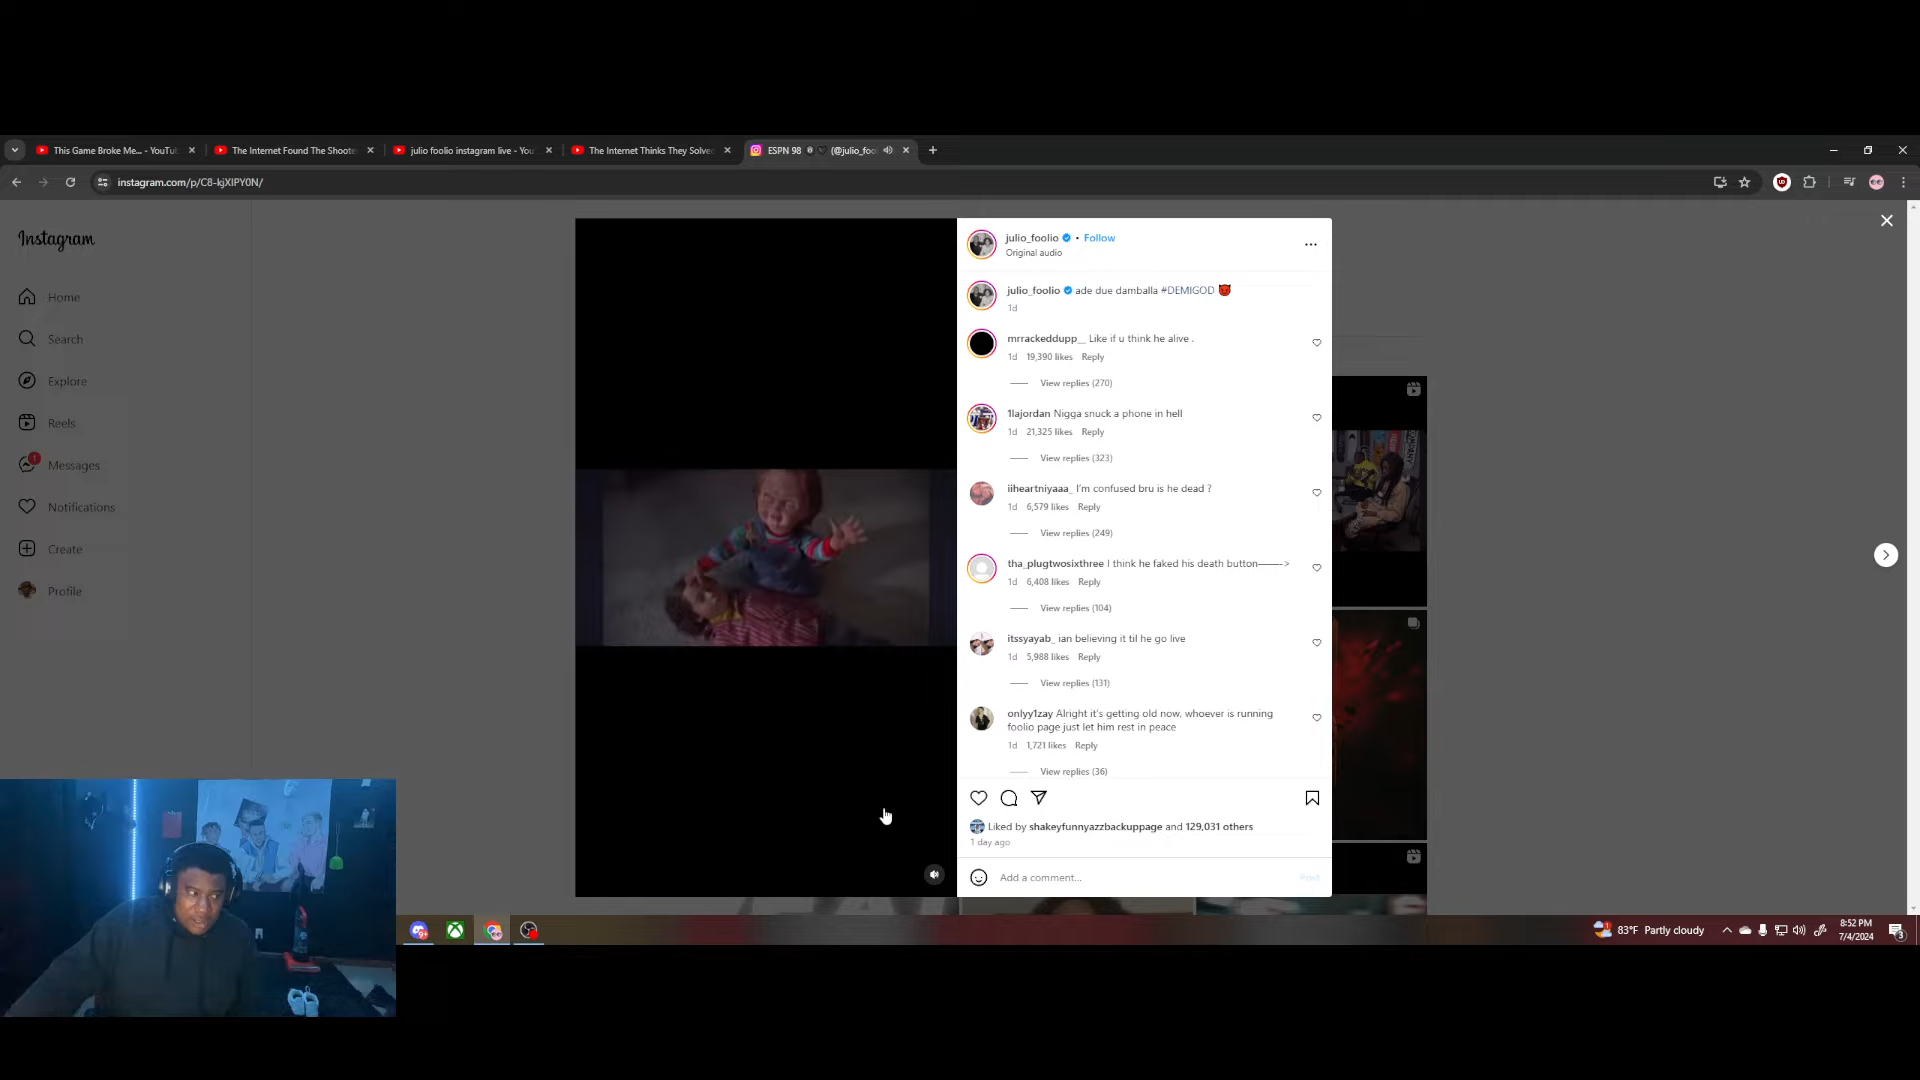 This Game Broke Me... - YouTub
The Internet Found The Shoote
julio foolio instagram live - You
The Internet Thinks They Solved
ESPN 98 (@julio_foo
instagram.com/p/C8-kjXIPY0N/
Instagram
Home
Search
Explore
Reels
1
Messages
Notifications
Create
Profile
julio_foolio • Follow
Original audio
julio_foolio ade due damballa #DEMIGOD 👿
1d
mrrackeddupp__ Like if u think he alive .
1d 19,390 likes Reply
View replies (270)
1lajordan Nigga snuck a phone in hell
1d 21,325 likes Reply
View replies (323)
iiheartniyaaa_ I'm confused bru is he dead ?
1d 6,579 likes Reply
View replies (249)
tha_plugtwosixthree I think he faked his death button——->
1d 6,408 likes Reply
View replies (104)
itssyayab_ ian believing it til he go live
1d 5,988 likes Reply
View replies (131)
onlyy1zay Alright it's getting old now, whoever is running
foolio page just let him rest in peace
1d 1,721 likes Reply
View replies (36)
Liked by shakeyfunnyazzbackuppage and 129,031 others
1 day ago
Add a comment...
Post
83°F Partly cloudy
8:52 PM
7/4/2024
3